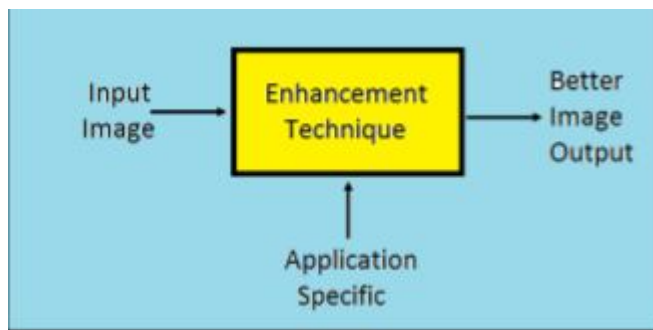 Input
Image
Enhancement
Technique
Better
Image
Output
Application
Specific